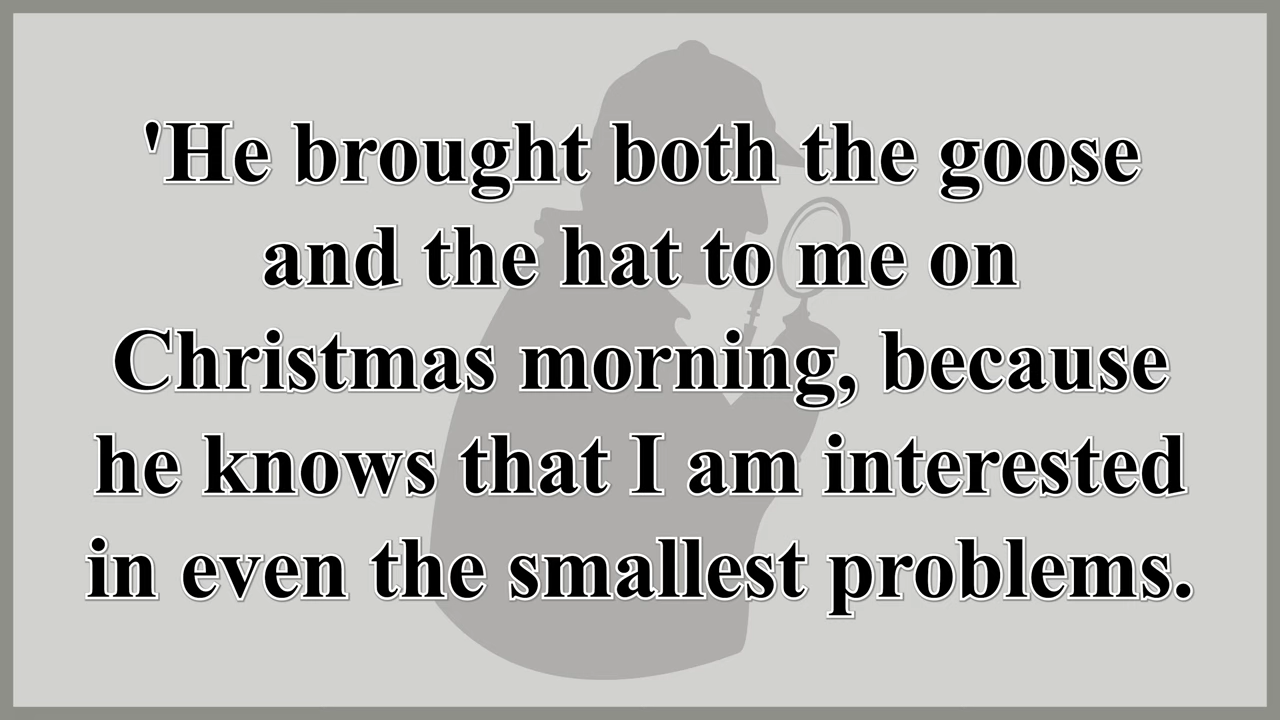 'He brought both the goose
and the hat to me on
Christmas morning, because
he knows that I am interested
in even the smallest problems.